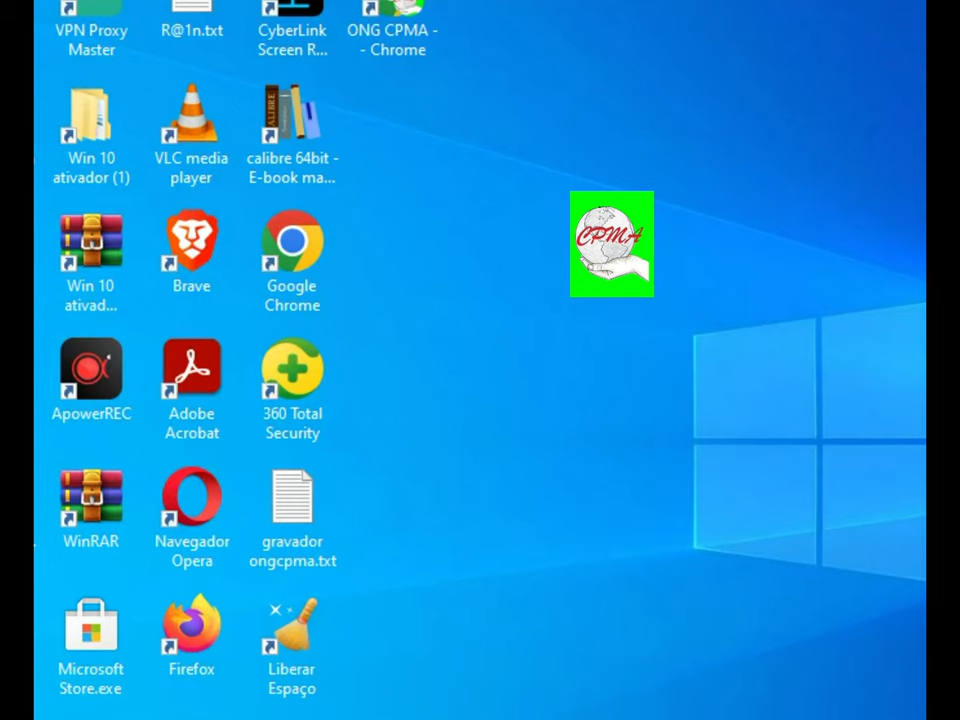 VPN Proxy
Master
R@1n.txt
CyberLink
Screen R...
ONG CPMA -
- Chrome
Win 10
ativador (1)
VLC media
player
CALIBRE
calibre 64bit -
E-book ma...
CPMA
Win 10
ativad...
Brave
Google
Chrome
ApowerREC
Adobe
Acrobat
360 Total
Security
WinRAR
Navegador
Opera
gravador
ongcpma.txt
Microsoft
Store.exe
Firefox
Liberar
Espaço